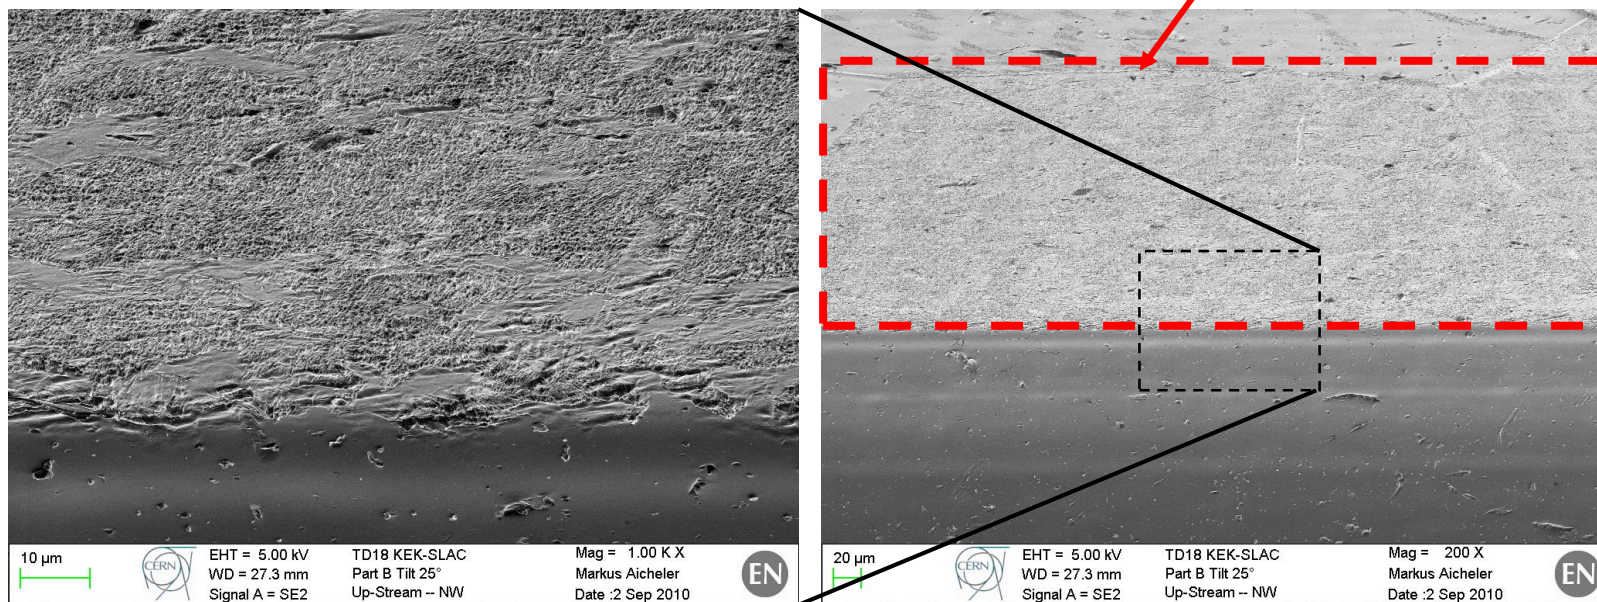 10 µm
CERN
EHT = 5.00 kV
WD = 27.3 mm
Signal A = SE2
TD18 KEK-SLAC
Part B Tilt 25°
Up-Stream -- NW
Mag = 1.00 K X
Markus Aicheler
Date :2 Sep 2010
EN
20 µm
CERN
EHT = 5.00 kV
WD = 27.3 mm
Signal A = SE2
TD18 KEK-SLAC
Part B Tilt 25°
Up-Stream -- NW
Mag = 200 X
Markus Aicheler
Date :2 Sep 2010
EN